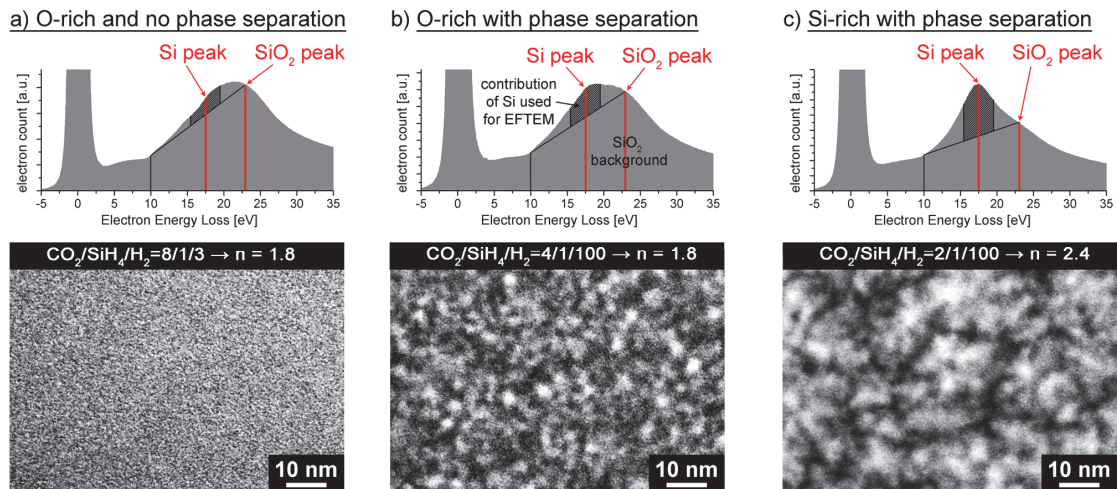 a) O-rich and no phase separation
Si peak
SiO₂ peak
electron count [a.u.]
-5 0 5 10 15 20 25 30 35
Electron Energy Loss [eV]
CO₂/SiH₄/H₂=8/1/3 → n = 1.8
10 nm
b) O-rich with phase separation
Si peak
SiO₂ peak
contribution
of Si used
for EFTEM
SiO₂
background
electron count [a.u.]
-5 0 5 10 15 20 25 30 35
Electron Energy Loss [eV]
CO₂/SiH₄/H₂=4/1/100 → n = 1.8
10 nm
c) Si-rich with phase separation
Si peak
SiO₂ peak
electron count [a.u.]
-5 0 5 10 15 20 25 30 35
Electron Energy Loss [eV]
CO₂/SiH₄/H₂=2/1/100 → n = 2.4
10 nm